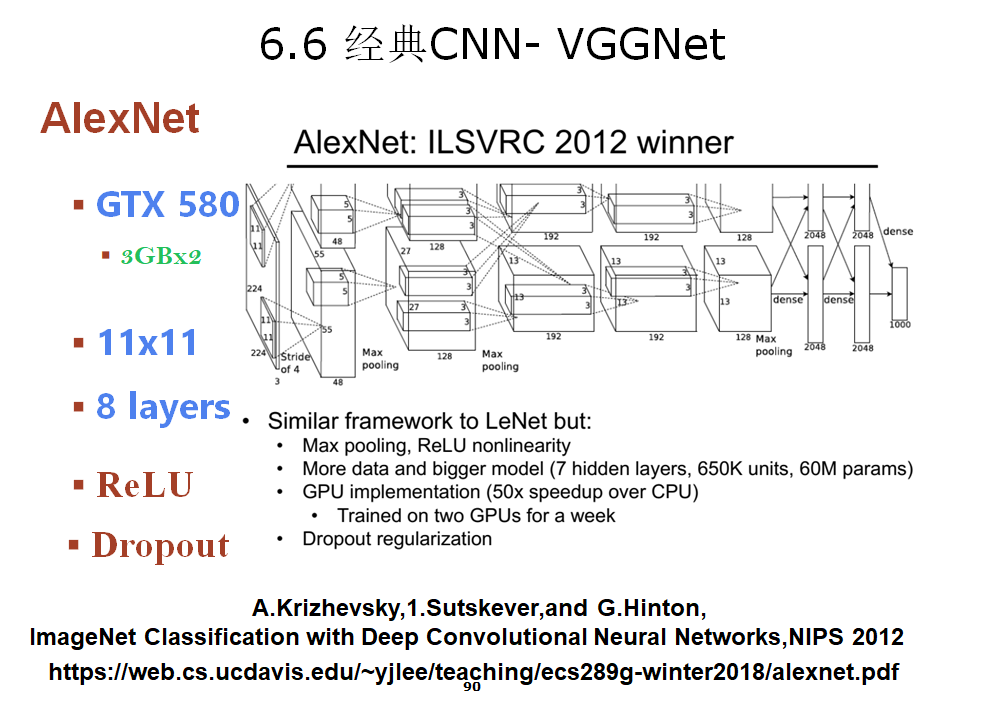 6.6 经典CNN- VGGNet
AlexNet
AlexNet: ILSVRC 2012 winner
▪ GTX 580
▪ 3GBx2
▪ 11x11
▪ 8 layers
▪ ReLU
▪ Dropout
11
11
224
224
3
11
11
Stride
of 4
55
55
5
5
48
5
5
48
Max
pooling
27
27
3
3
3
128
3
3
3
128
Max
pooling
3
3
192
13
13
3
3
192
3
3
192
13
13
3
3
192
128
13
13
128
Max
pooling
2048
2048
dense
dense
dense
2048
2048
1000
• Similar framework to LeNet but:
• Max pooling, ReLU nonlinearity
• More data and bigger model (7 hidden layers, 650K units, 60M params)
• GPU implementation (50x speedup over CPU)
• Trained on two GPUs for a week
• Dropout regularization
A.Krizhevsky,1.Sutskever,and G.Hinton,
ImageNet Classification with Deep Convolutional Neural Networks,NIPS 2012
https://web.cs.ucdavis.edu/~yjlee/teaching/ecs289g-winter2018/alexnet.pdf
90